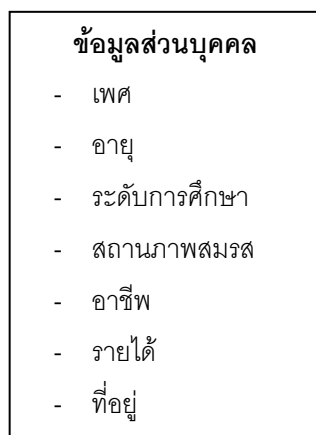 ข้อมูลส่วนบุคคล
- เพศ
- อายุ
- ระดับการศึกษา
- สถานภาพสมรส
- อาชีพ
- รายได้
- ที่อยู่